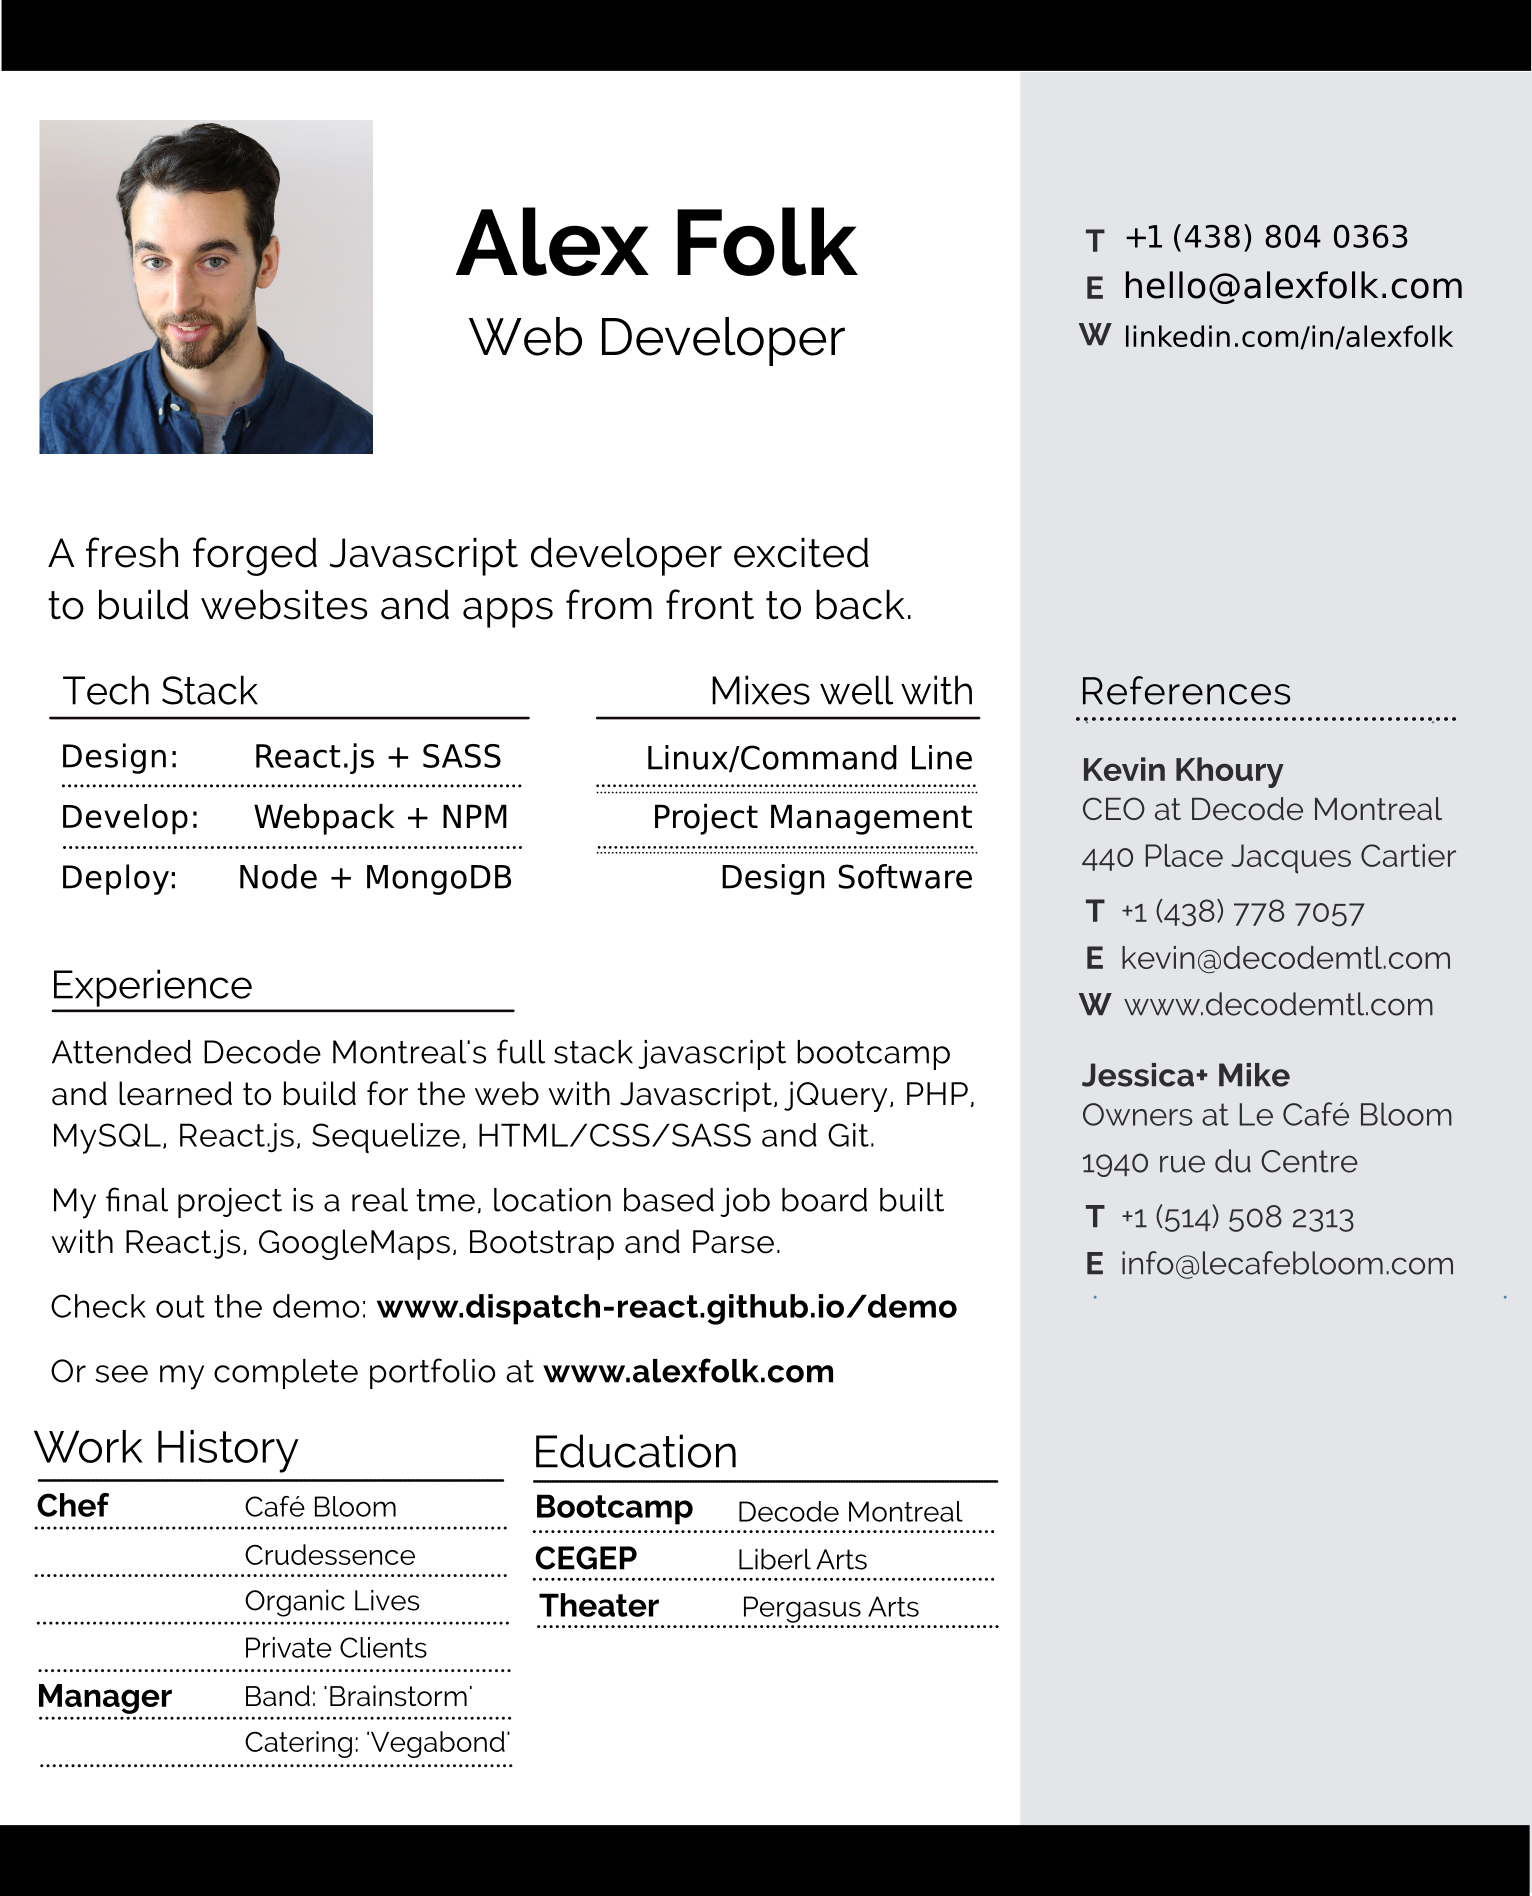 Alex Folk
Web Developer
T +1 (438) 804 0363
E hello@alexfolk.com
W linkedin.com/in/alexfolk
A fresh forged Javascript developer excited
to build websites and apps from front to back.
Tech Stack
Design: React.js + SASS
Develop: Webpack + NPM
Deploy: Node + MongoDB
Mixes well with
Linux/Command Line
Project Management
Design Software
Experience
Attended Decode Montreal's full stack javascript bootcamp
and learned to build for the web with Javascript, jQuery, PHP,
MySQL, React.js, Sequelize, HTML/CSS/SASS and Git.
My final project is a real tme, location based job board built
with React.js, GoogleMaps, Bootstrap and Parse.
Check out the demo: www.dispatch-react.github.io/demo
Or see my complete portfolio at www.alexfolk.com
Work History
Chef Café Bloom
Crudessence
Organic Lives
Private Clients
Manager Band: 'Brainstorm'
Catering: 'Vegabond'
Education
Bootcamp Decode Montreal
CEGEP Liberl Arts
Theater Pergasus Arts
References
Kevin Khoury
CEO at Decode Montreal
440 Place Jacques Cartier
T +1 (438) 778 7057
E kevin@decodemtl.com
W www.decodemtl.com
Jessica+ Mike
Owners at Le Café Bloom
1940 rue du Centre
T +1 (514) 508 2313
E info@lecafebloom.com